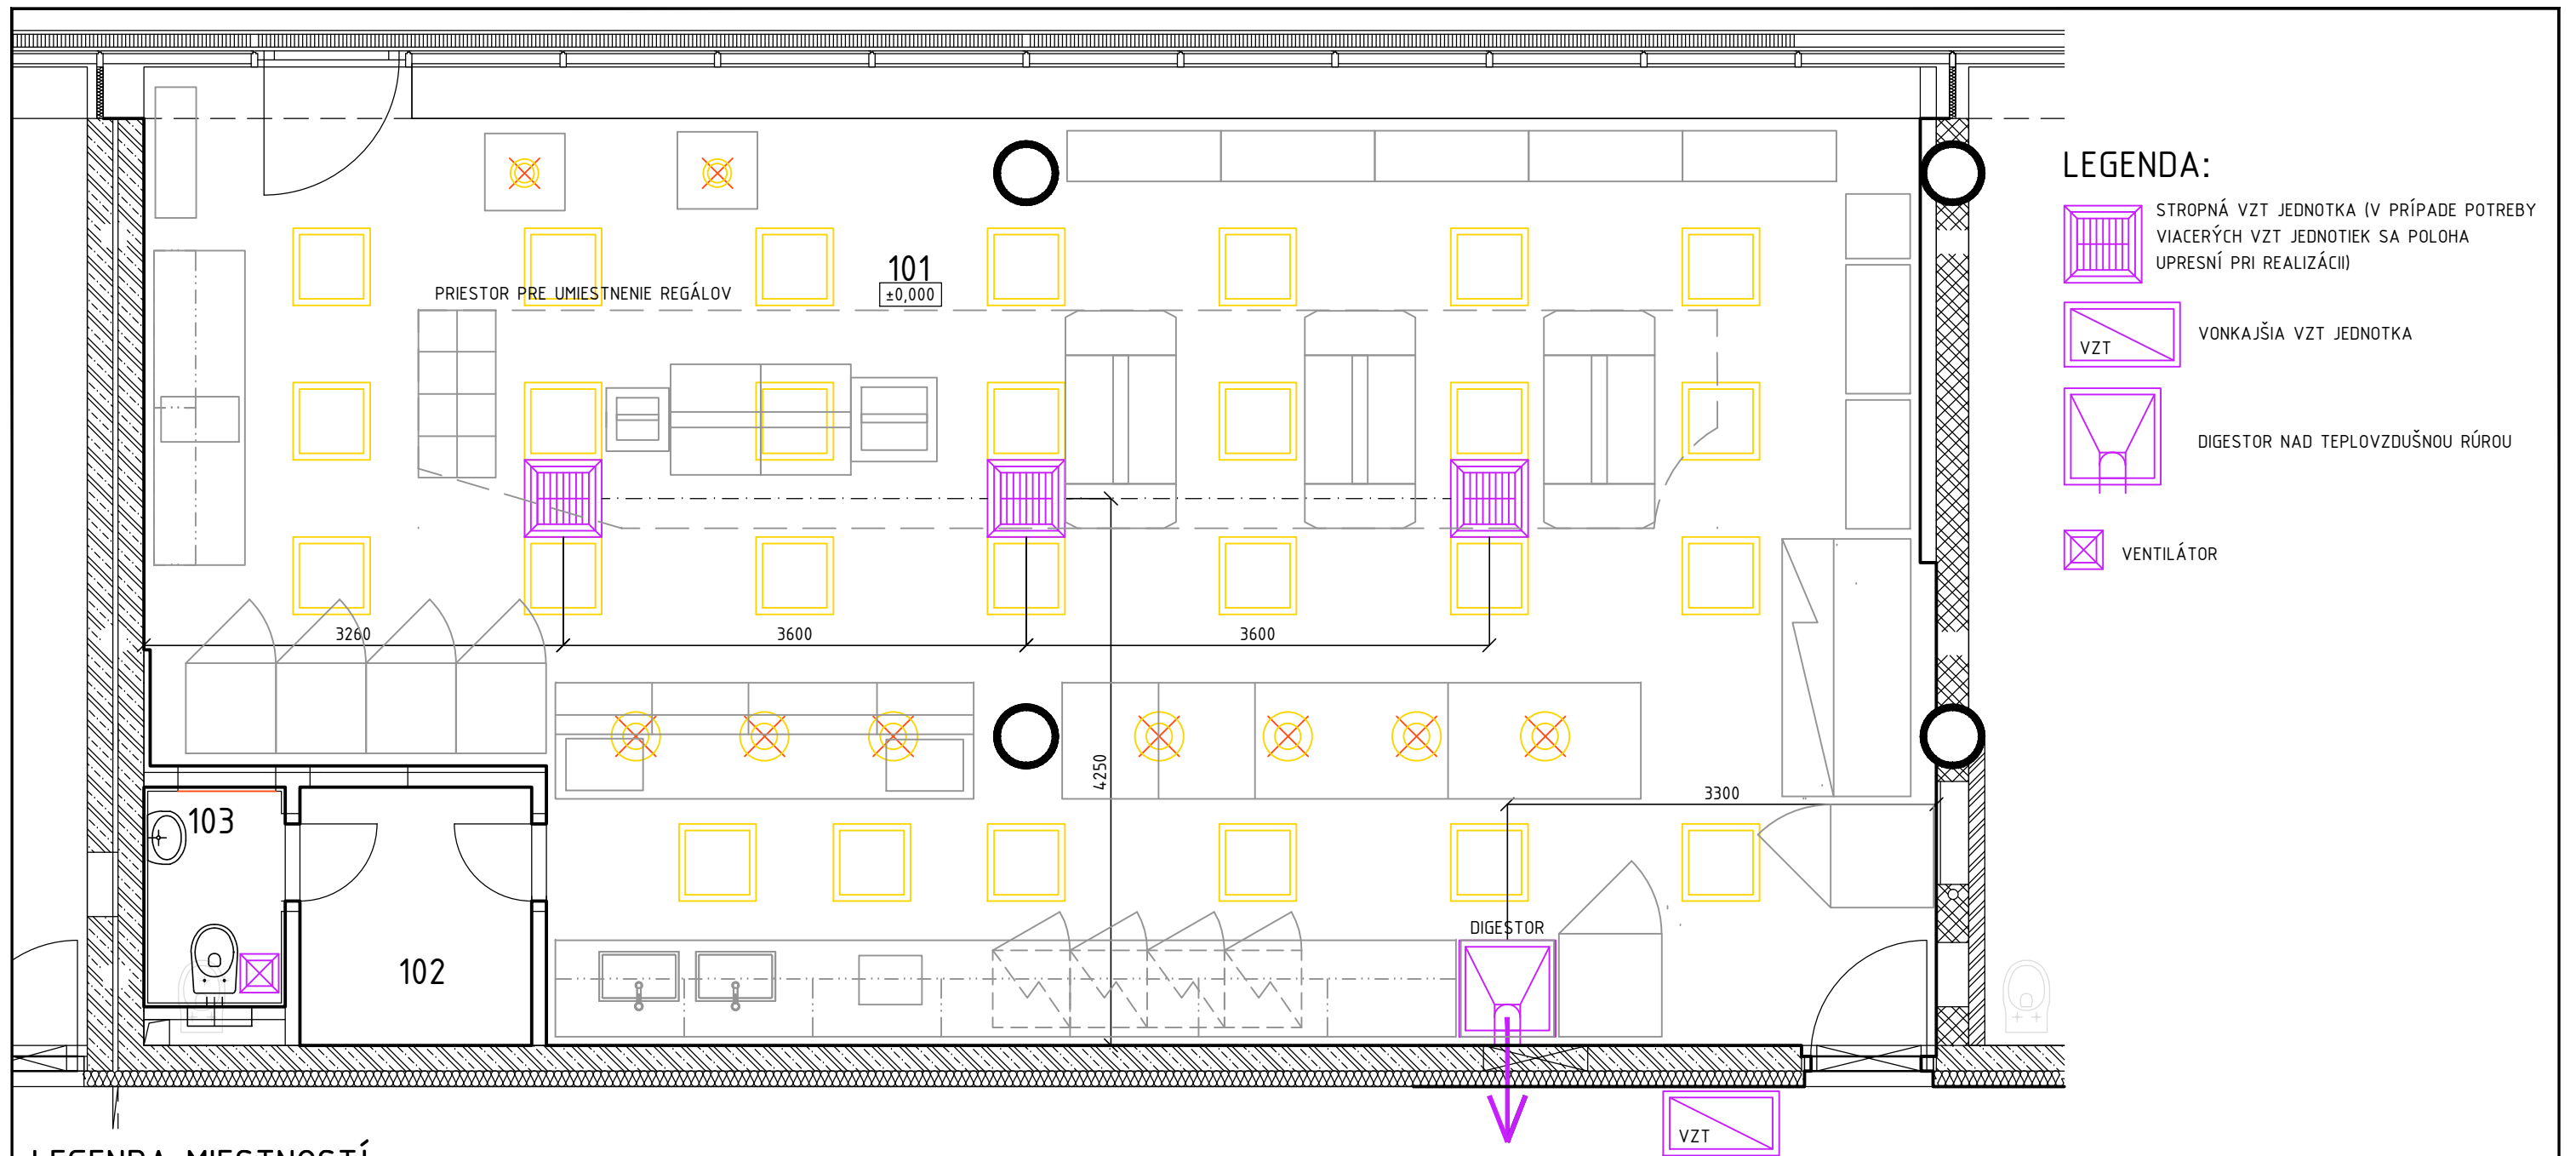 LEGENDA:
STROPNÁ VZT JEDNOTKA (V PRÍPADE POTREBY
VIACERÝCH VZT JEDNOTIEK SA POLOHA
UPRESNÍ PRI REALIZÁCII)
VZT
VONKAJŠIA VZT JEDNOTKA
DIGESTOR NAD TEPLOVZDUŠNOU RÚROU
VENTILÁTOR
101
±0,000
PRIESTOR PRE UMIESTNENIE REGÁLOV
3260
3600
3600
4250
3300
103
102
DIGESTOR
VZT
LEGENDA MIESTNOSTÍ